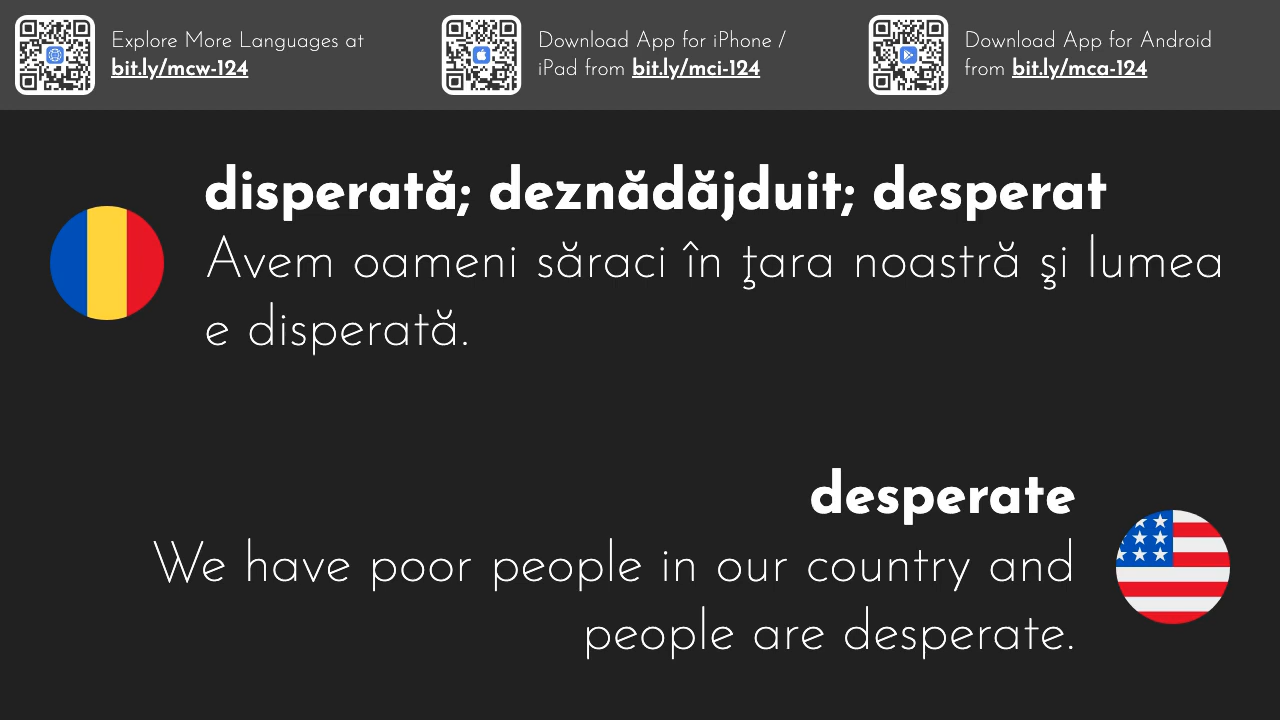 Explore More Languages at
bit.ly/mcw-124
Download App for iPhone /
iPad from bit.ly/mci-124
Download App for Android
from bit.ly/mca-124
disperată; deznădăjduit; desperat
Avem oameni săraci în ţara noastră şi lumea
e disperată.
desperate
We have poor people in our country and
people are desperate.